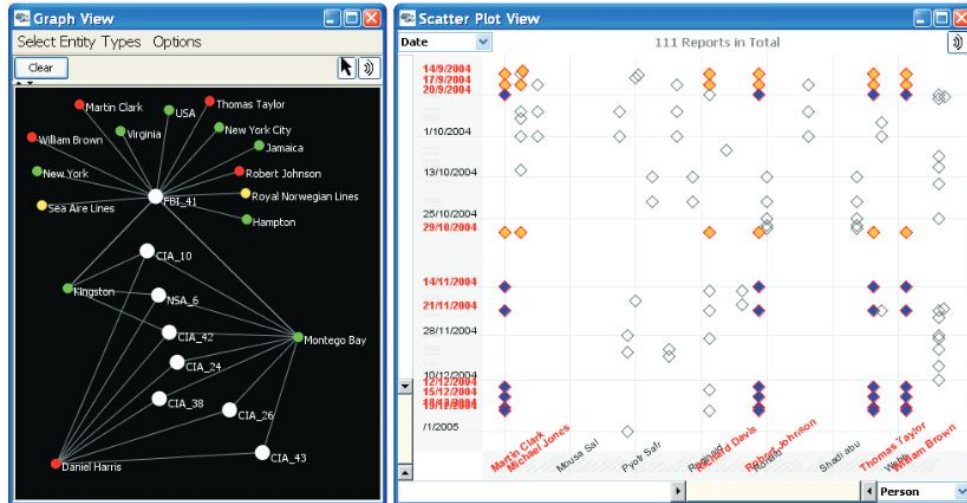 Graph View
Select Entity Types Options
Clear
Martin Clark
Thomas Taylor
USA
Virginia
New York City
William Brown
Jamaica
New York
Robert Johnson
FBI_41
Royal Norwegian Lines
Sea Aire Lines
Hampton
CIA_10
Kingston
NSA_6
CIA_42
Montego Bay
CIA_24
CIA_38
CIA_26
CIA_43
Daniel Harris
Scatter Plot View
Date
111 Reports in Total
14/9/2004
17/9/2004
20/9/2004
1/10/2004
13/10/2004
25/10/2004
29/10/2004
14/11/2004
21/11/2004
28/11/2004
10/12/2004
12/12/2004
15/12/2004
19/12/2004
/1/2005
Martin Clark
Michael Jones
Mousa Sal
Pyotr Safr
Richard Davis
Robert Johnson
Shadi abu
Thomas Taylor
William Brown
Person